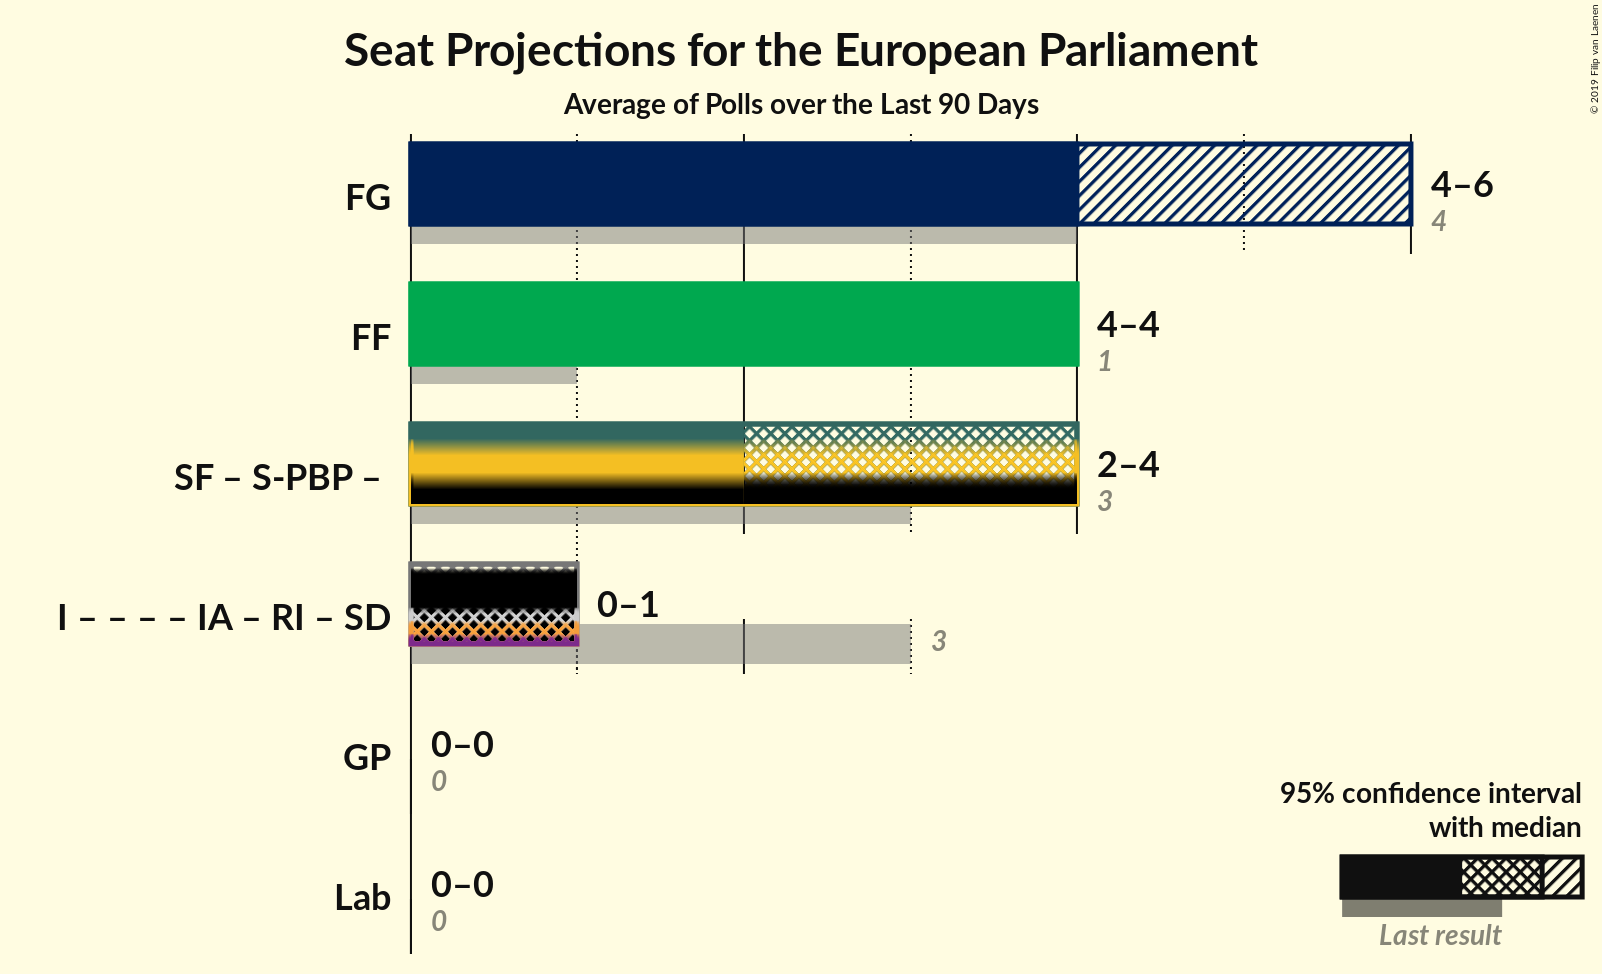 Seat Projections for the European Parliament
Average of Polls over the Last 90 Days
© 2019 Filip van Laenen
FG
4–6
4
FF
4–4
1
SF – S-PBP –
2–4
3
I – – – – IA – RI – SD
0–1
3
GP
0–0
0
Lab
0–0
0
95% confidence interval
with median
Last result